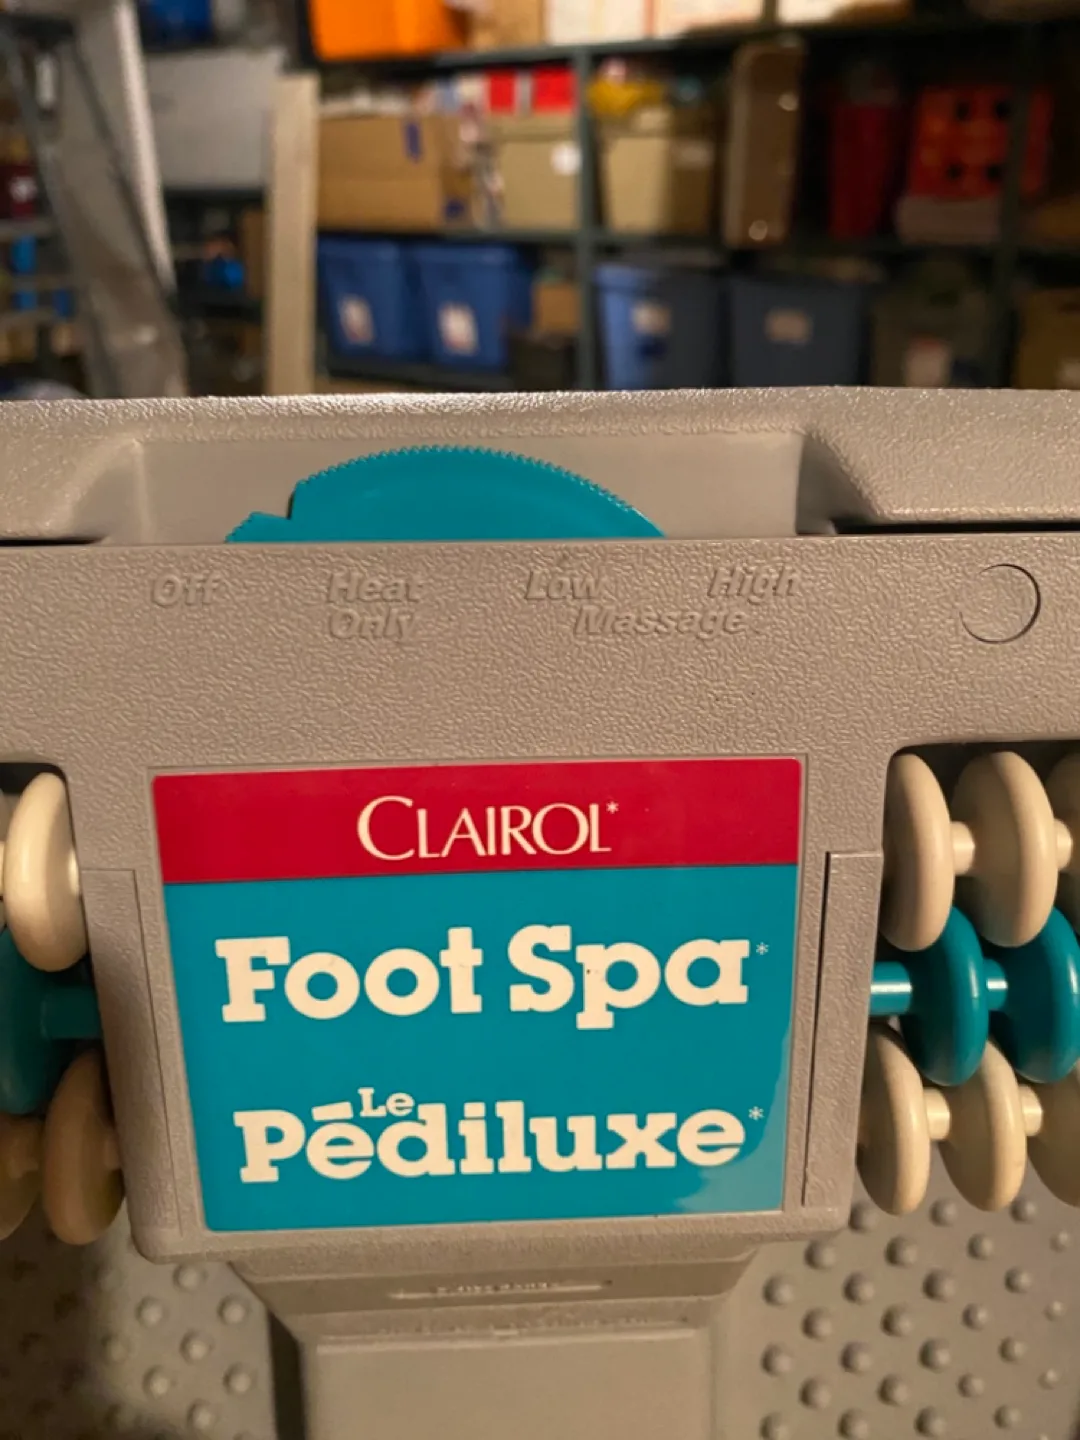 Off
Heat
Only
Low
High
Massage
CLAIROL*
Foot Spa*
Le
Pédiluxe*